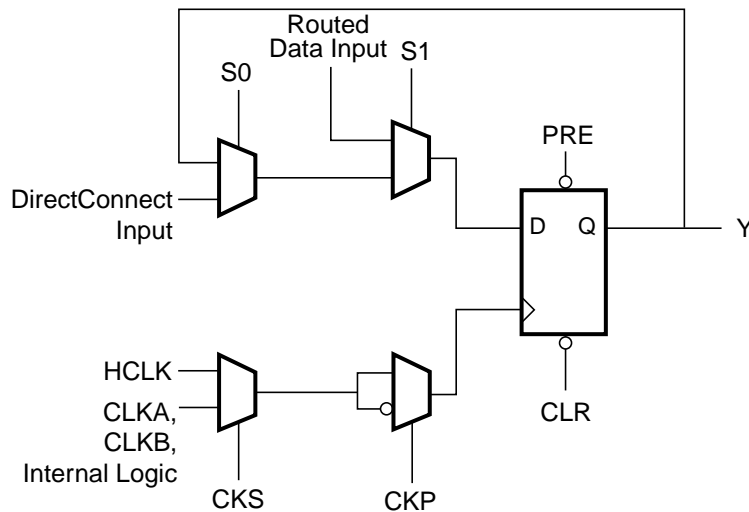 Routed
Data Input
S1
S0
PRE
DirectConnect
Input
D
Q
Y
HCLK
CLKA,
CLKB,
Internal Logic
CLR
CKS
CKP